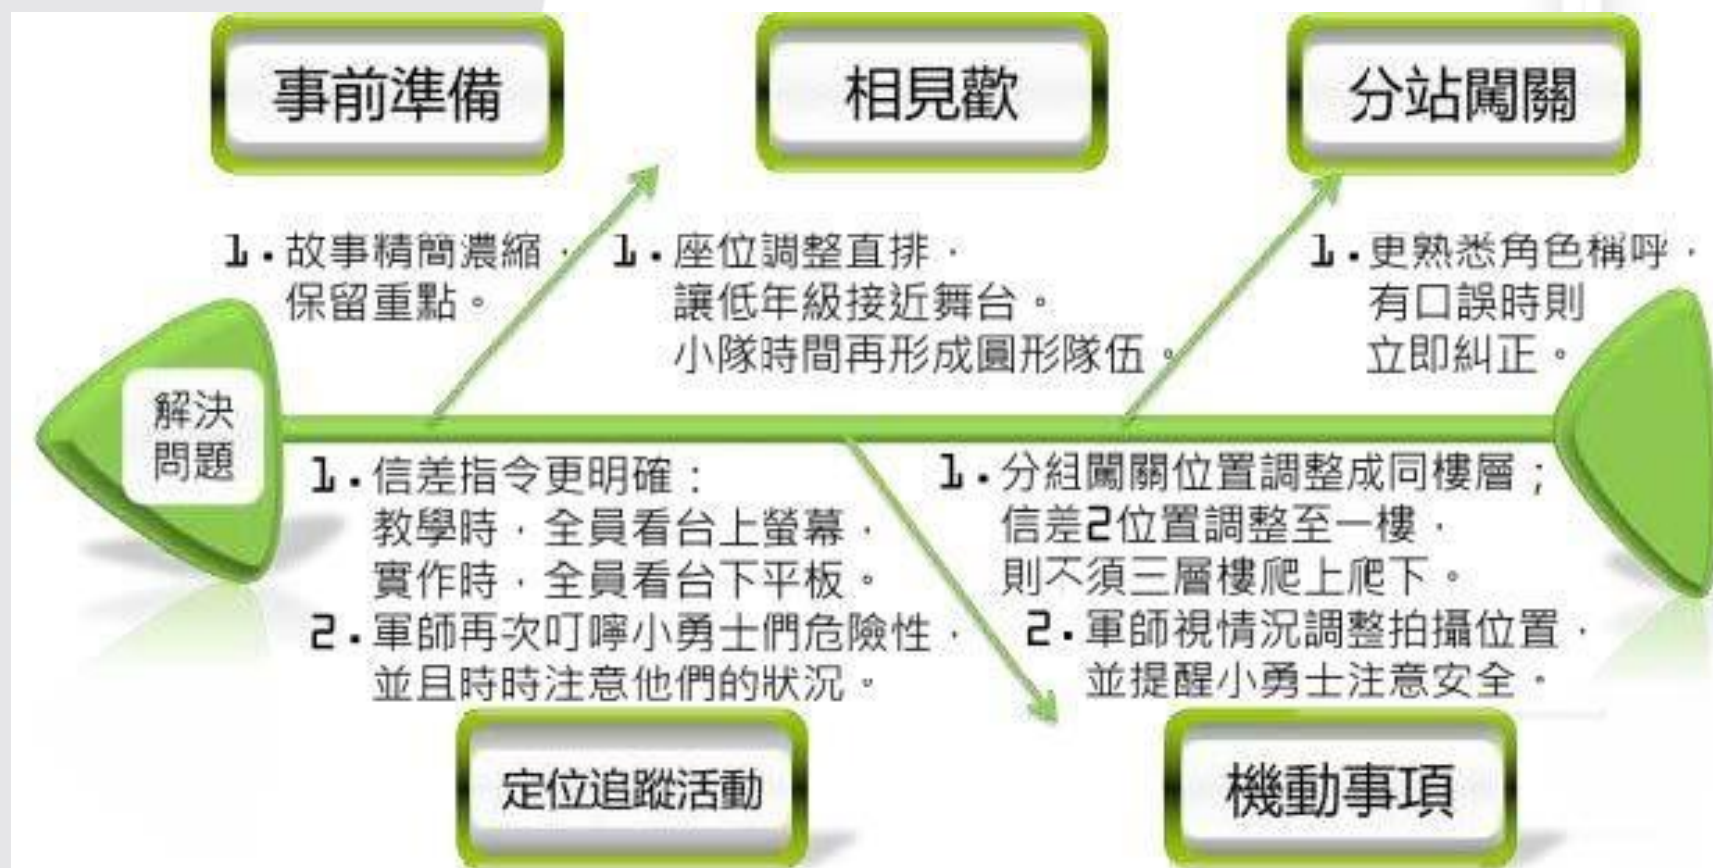 事前準備
相見歡
分站闖關
1.故事精簡濃縹，
保留重點。
1.座位調整直排，
讓低年級接近舞台。
小隊時間再形成圓形隊伍。
1.更熟悉角色稱呼，
有口誤時則
立即糾正。
解決
問題
1.信差指令更明確：
教學時，全員看台上螢幕，
實作時，全員看台下平板。
2.軍師再次叮嚀小勇士們危險性，
並且時時注意他們的狀況。
1.分組闖關位置調整成同樓層；
信差2位置調整至一樓，
則不須三層樓爬上爬下。
2.軍師視情況調整拍攝位置，
並提醒小勇士注意安全。
定位追蹤活動
機動事項